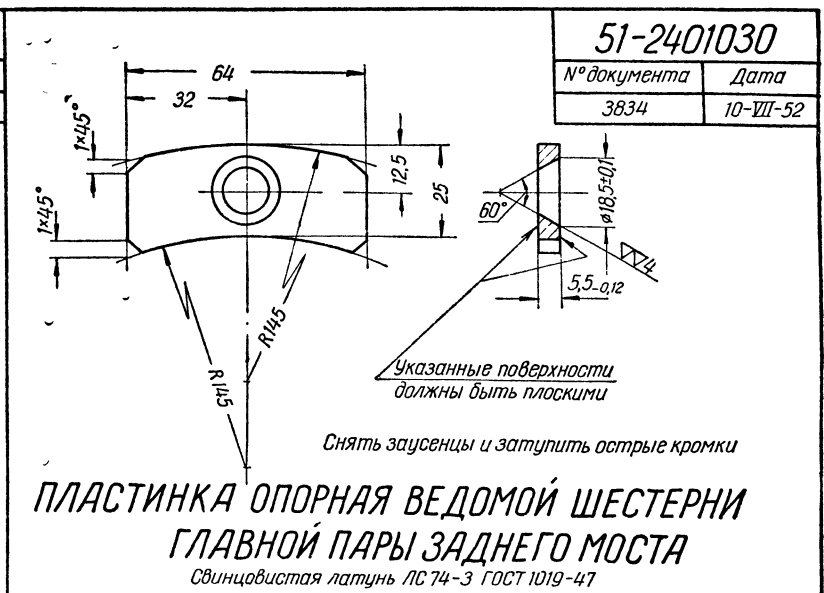 51-2401030
№ документа Дата
3834 10-VII-52
64
32
1×45°
1×45°
12,5
25
R145
R145
60°
⌀18,5±0,1
▽▽4
5,5-0,12
Указанные поверхности
должны быть плоскими
Снять заусенцы и затупить острые кромки
ПЛАСТИНКА ОПОРНАЯ ВЕДОМОЙ ШЕСТЕРНИ
ГЛАВНОЙ ПАРЫ ЗАДНЕГО МОСТА
Свинцовистая латунь ЛС 74-3 ГОСТ 1019-47